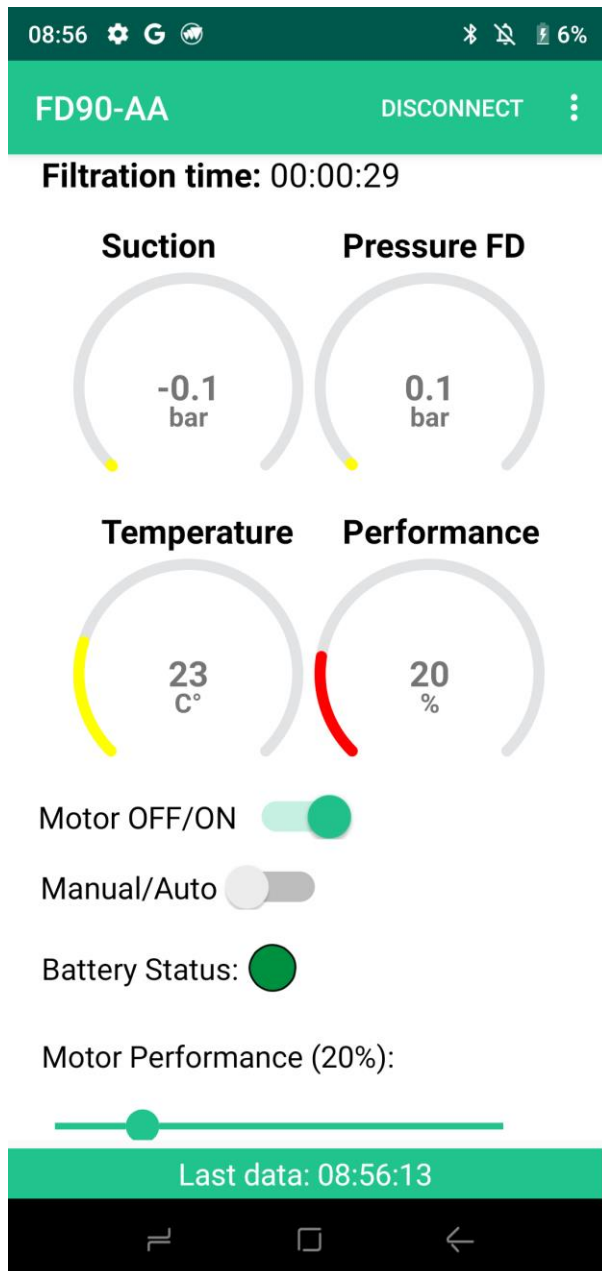 08:56 G 6%
FD90-AA DISCONNECT
Filtration time: 00:00:29
Suction Pressure FD
-0.1 0.1
bar bar
Temperature Performance
23 20
C° %
Motor OFF/ON
Manual/Auto
Battery Status:
Motor Performance (20%):
Last data: 08:56:13